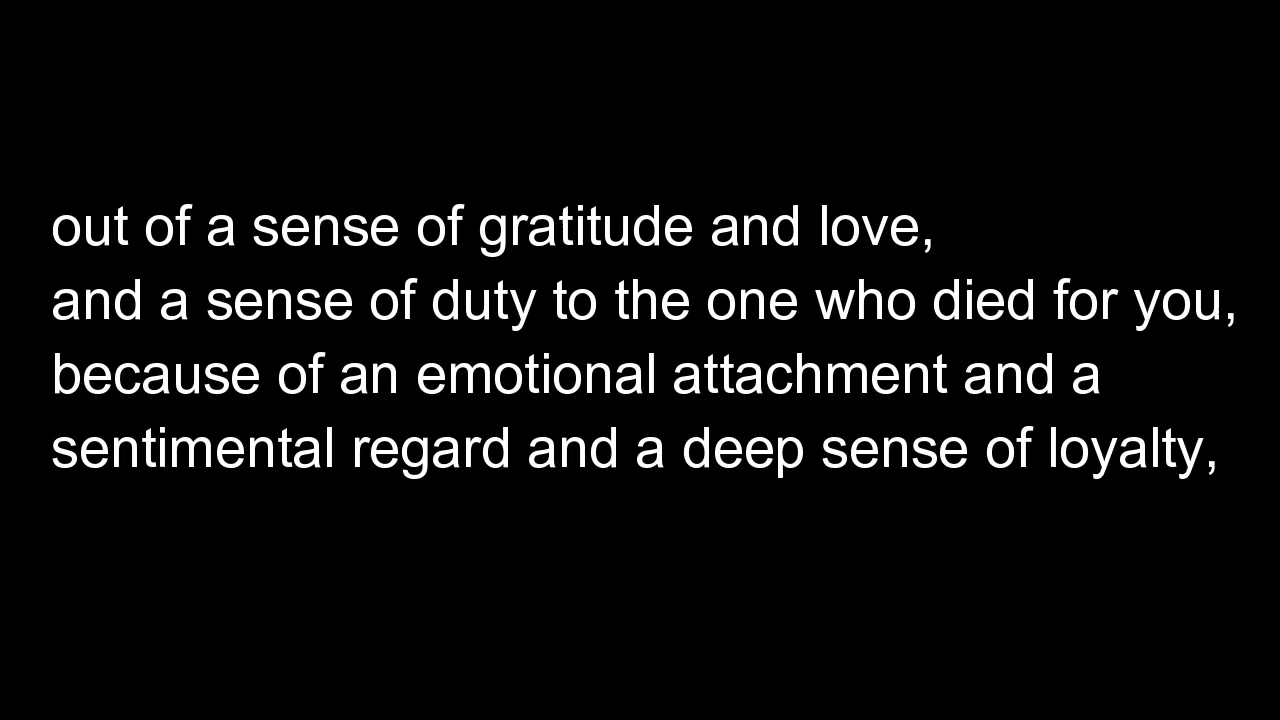 out of a sense of gratitude and love,
and a sense of duty to the one who died for you,
because of an emotional attachment and a
sentimental regard and a deep sense of loyalty,